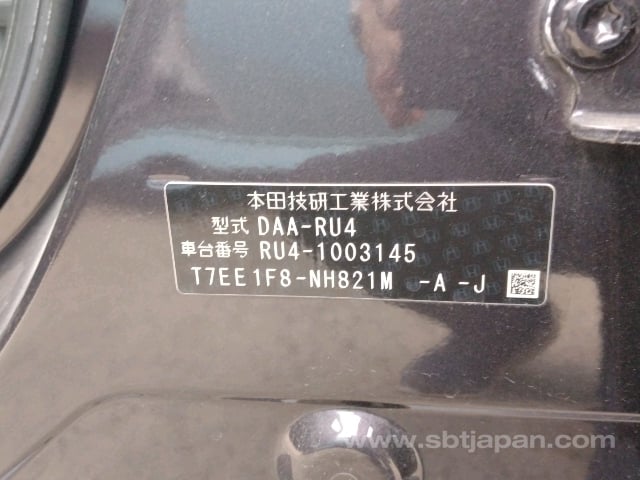 本田技研工業株式会社
型式 DAA-RU4
車台番号 RU4-1003145
T7EE1F8-NH821M -A -J
www.sbtjapan.com